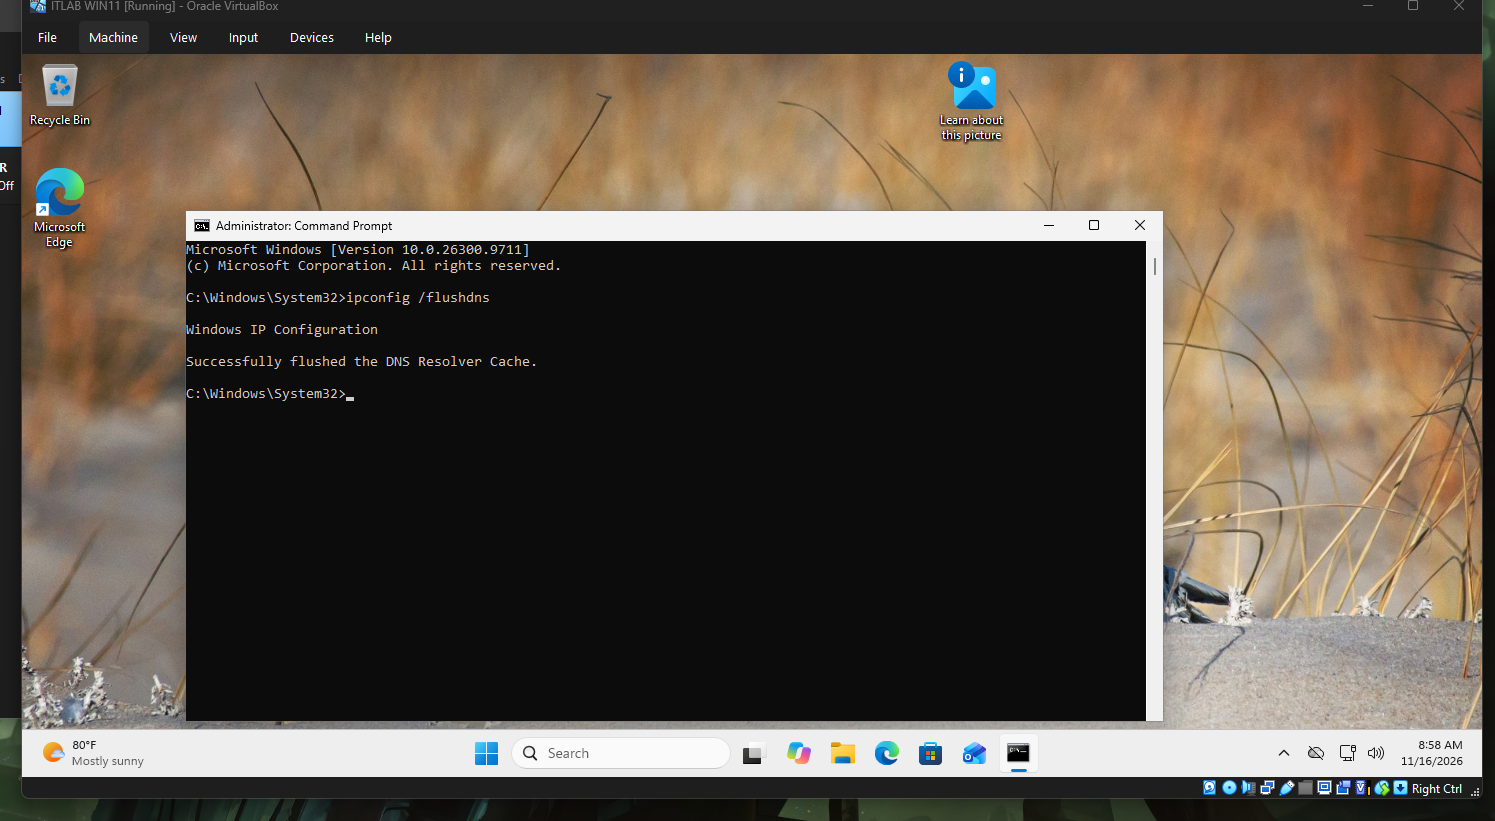 ITLAB WIN11 [Running] - Oracle VirtualBox
File Machine View Input Devices Help
Recycle Bin
Learn about
this picture
R
Off
Microsoft
Edge
Administrator: Command Prompt
Microsoft Windows [Version 10.0.26300.9711]
(c) Microsoft Corporation. All rights reserved.
C:\Windows\System32>ipconfig /flushdns
Windows IP Configuration
Successfully flushed the DNS Resolver Cache.
C:\Windows\System32>
80°F
Mostly sunny
Search
8:58 AM
11/16/2026
Right Ctrl